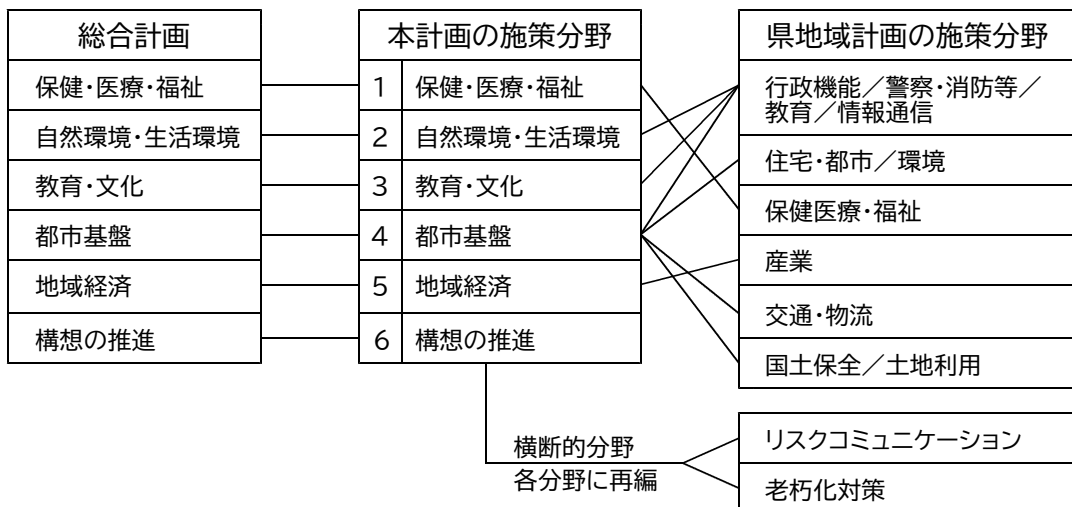 総合計画
保健・医療・福祉
自然環境・生活環境
教育・文化
都市基盤
地域経済
構想の推進
本計画の施策分野
1 保健・医療・福祉
2 自然環境・生活環境
3 教育・文化
4 都市基盤
5 地域経済
6 構想の推進
県地域計画の施策分野
行政機能／警察・消防等／
教育／情報通信
住宅・都市／環境
保健医療・福祉
産業
交通・物流
国土保全／土地利用
横断的分野
各分野に再編
リスクコミュニケーション
老朽化対策